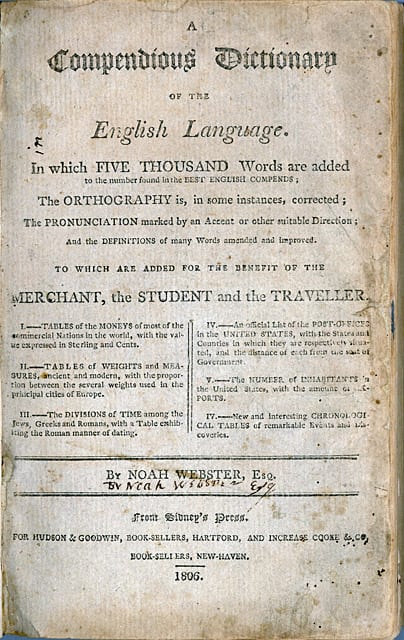 A
Compendious Dictionary
OF THE
English Language.
In which FIVE THOUSAND Words are added
to the number found in the BEST ENGLISH COMPENDS;
The ORTHOGRAPHY is, in some instances, corrected;
The PRONUNCIATION marked by an Accent or other suitable Direction;
And the DEFINITIONS of many Words amended and improved.
TO WHICH ARE ADDED FOR THE BENEFIT OF THE
MERCHANT, the STUDENT and the TRAVELLER.
I.——TABLES of the MONEYS of most of the
commercial Nations in the world, with the val-
ue expressed in Sterling and Cents.
II.——TABLES OF WEIGHTS and MEA-
SURES, ancient and modern, with the propor-
tion between the several weights used in the
principal cities of Europe.
III.——The DIVISIONS of TIME among the
Jews, Greeks and Romans, with a Table exhib-
iting the Roman manner of dating.
IV.——An official List of the POST-OFFICES
in the UNITED STATES, with the States and
Counties in which they are respectively situa-
ted, and the distance of each from the seat of
Government.
V.——The NUMBER of INHABITANTS in
the United States, with the amount of EX-
PORTS.
IV.——New and interesting CHRONOLOGI-
CAL TABLES of remarkable Events and Dis-
coveries.
By NOAH WEBSTER, Esq.
By Noah Webster Esq
From Sidney's Press.
FOR HUDSON & GOODWIN, BOOK-SELLERS, HARTFORD, AND INCREASE COOKE & CO.
BOOK-SELLERS, NEW-HAVEN.
1806.